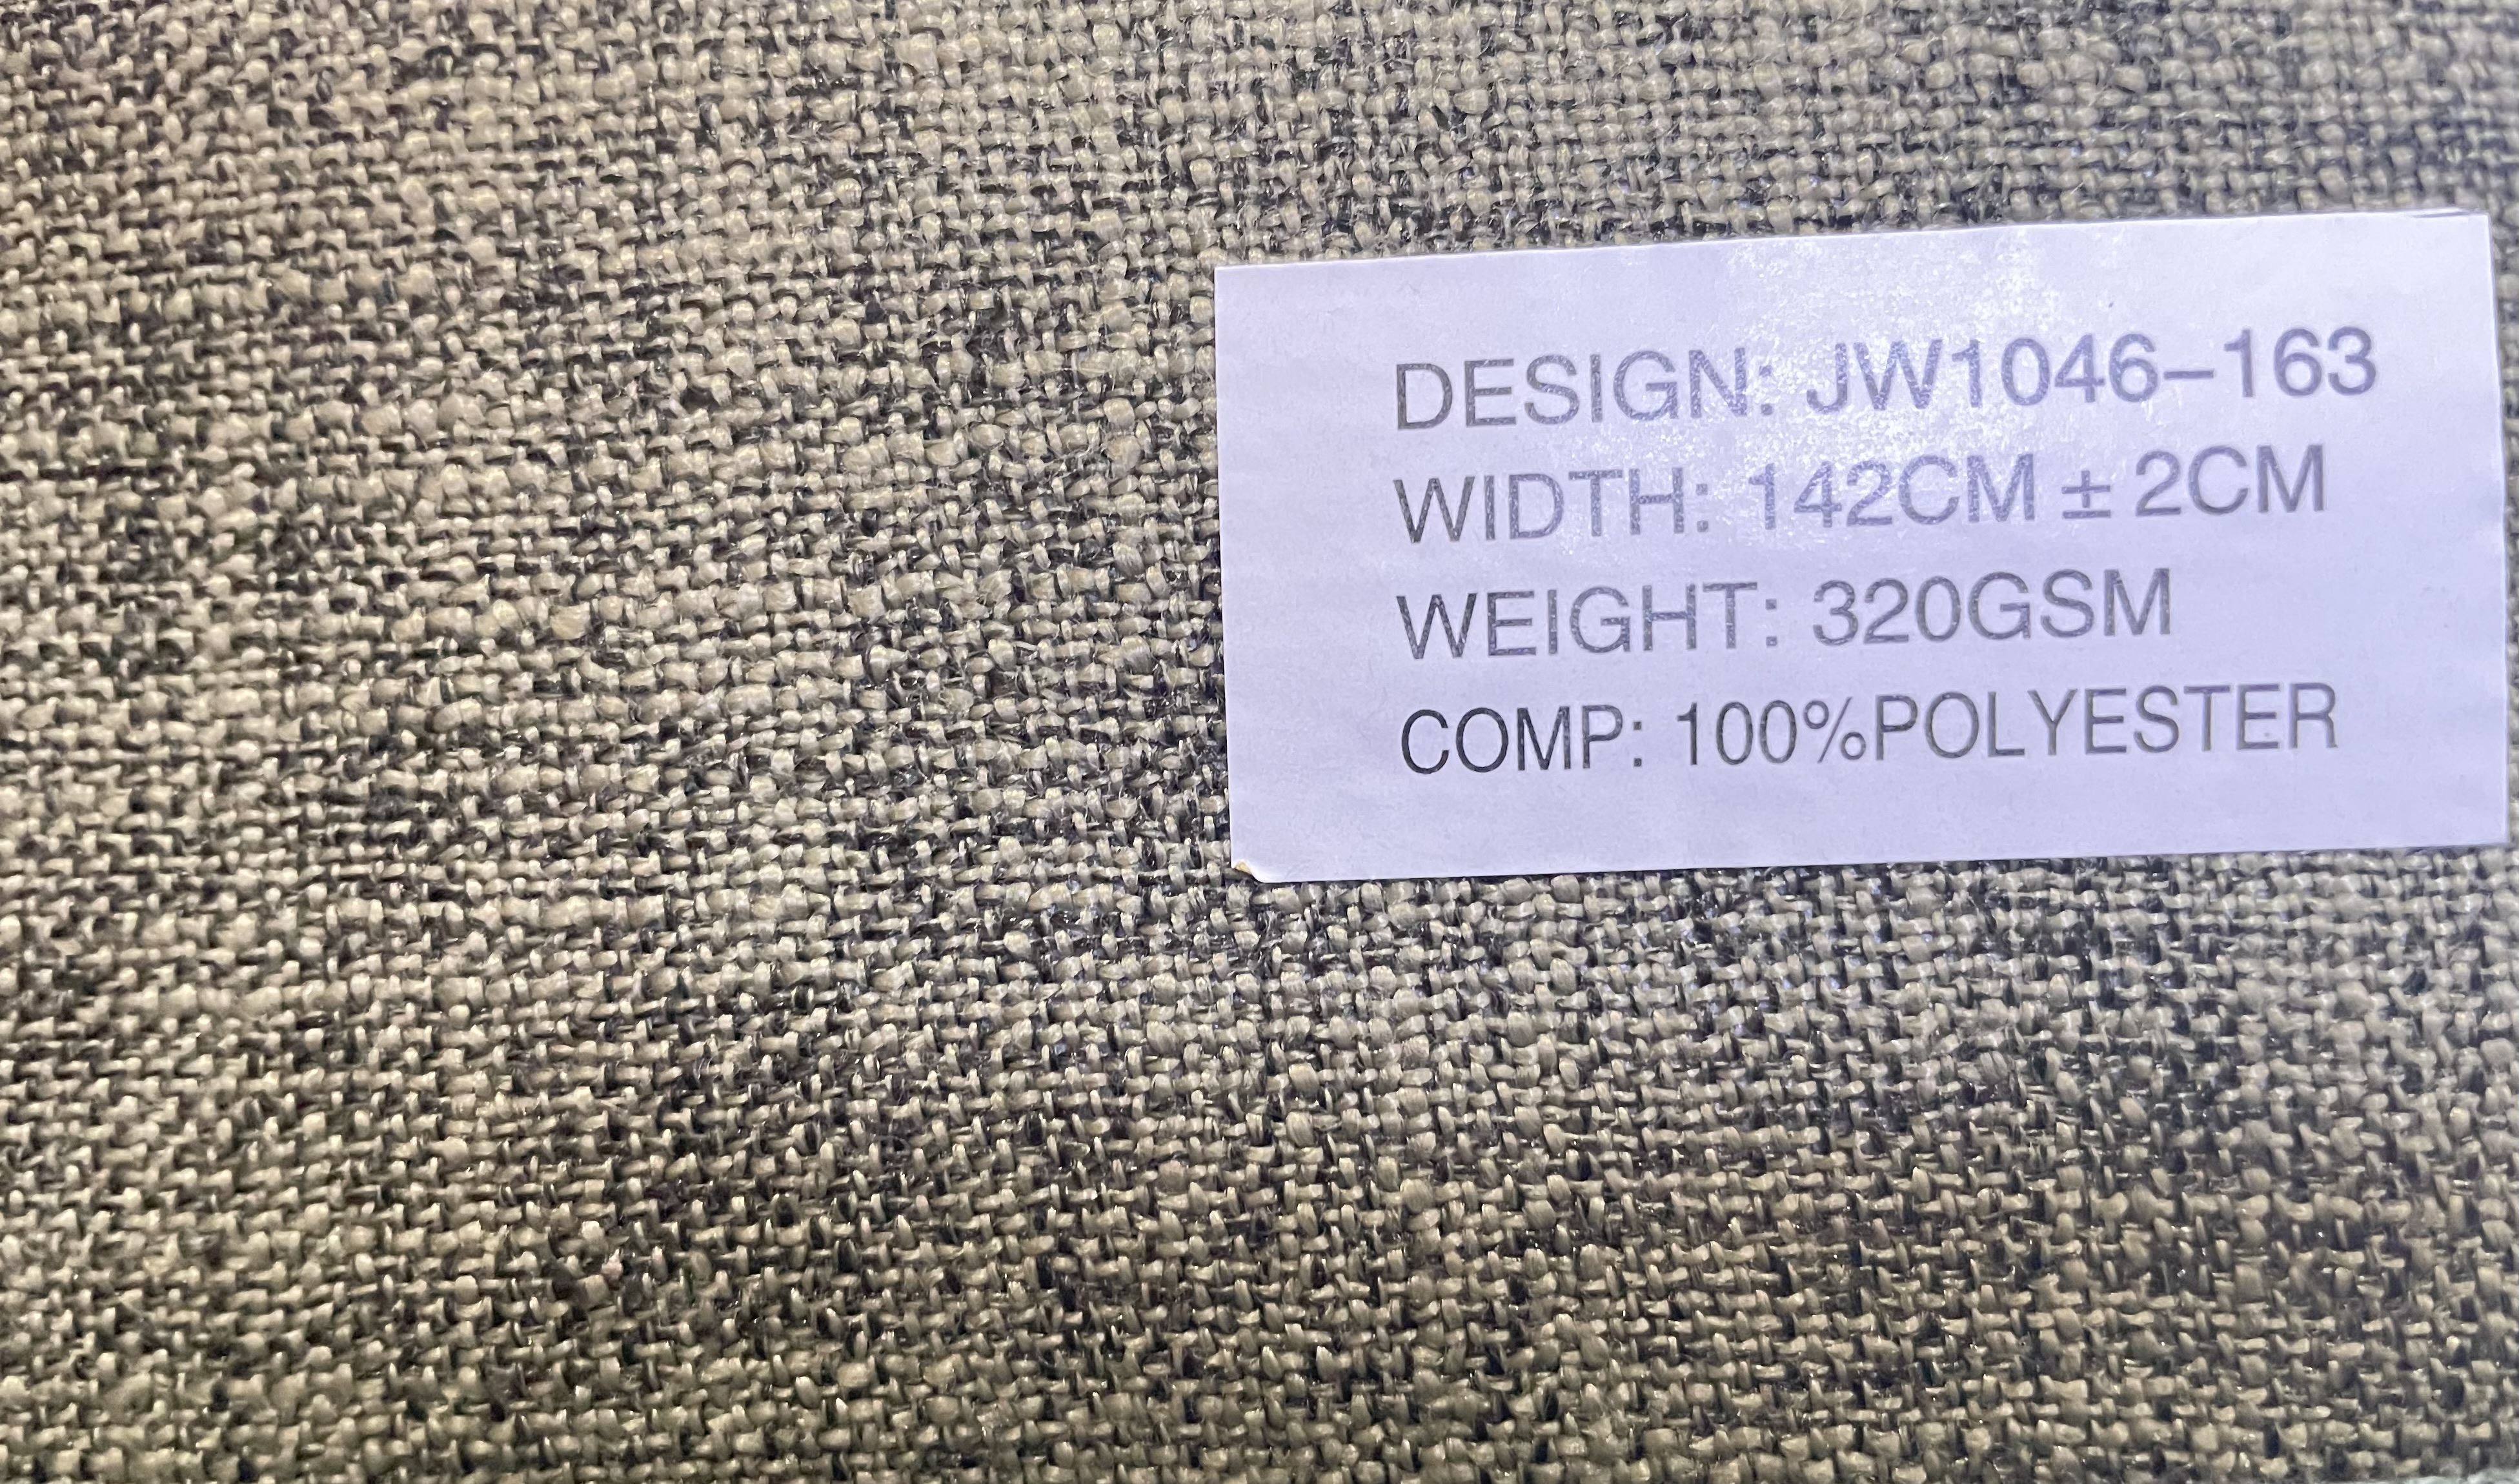 DESIGN: JW1046-163
WIDTH: 142CM ± 2CM
WEIGHT: 320GSM
COMP: 100%POLYESTER